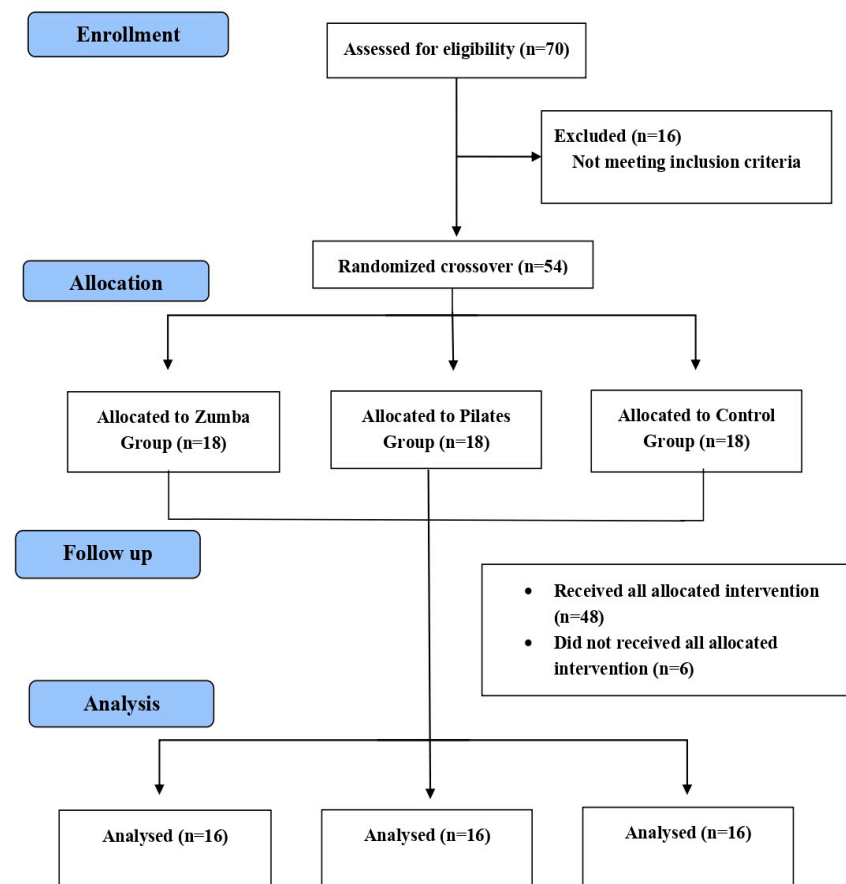 Enrollment
Assessed for eligibility (n=70)
Excluded (n=16)
Not meeting inclusion criteria
Randomized crossover (n=54)
Allocation
Allocated to Zumba
Group (n=18)
Allocated to Pilates
Group (n=18)
Allocated to Control
Group (n=18)
Follow up
• Received all allocated intervention
(n=48)
• Did not received all allocated
intervention (n=6)
Analysis
Analysed (n=16)
Analysed (n=16)
Analysed (n=16)